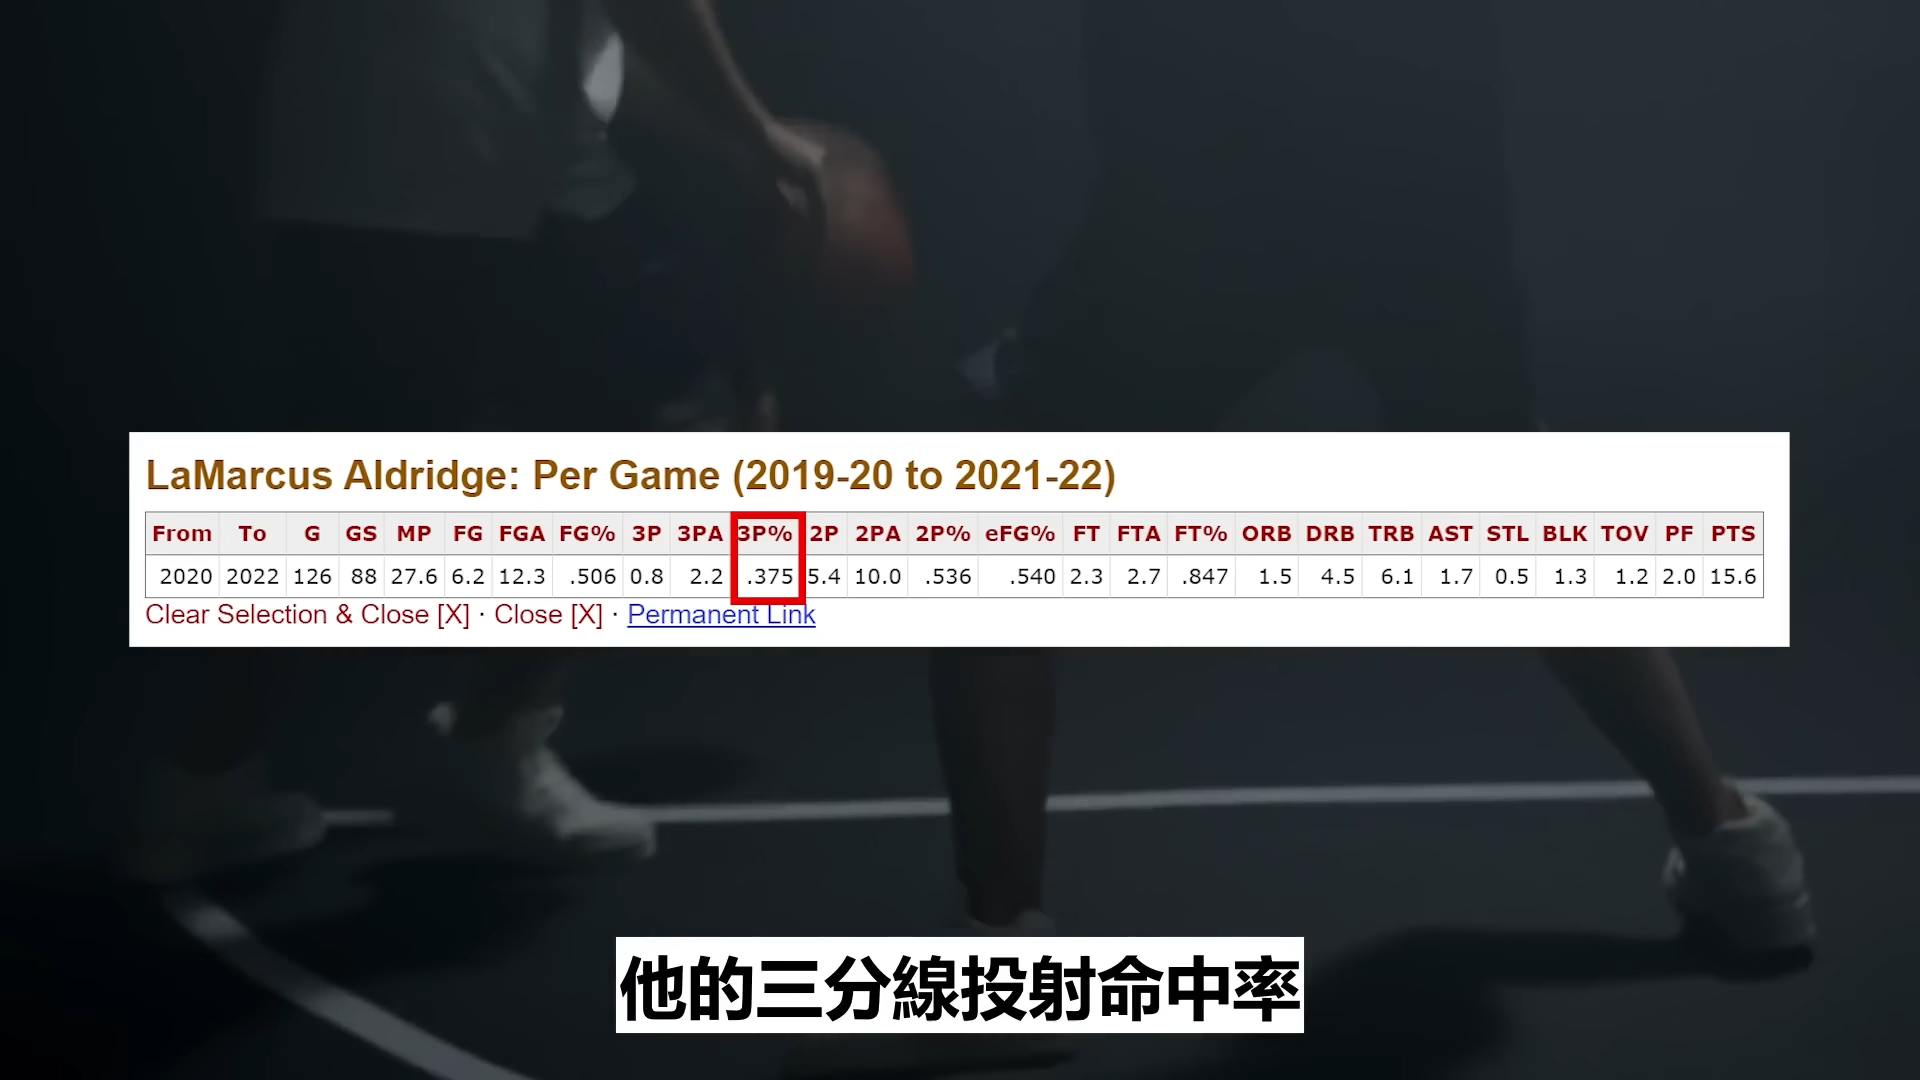 LaMarcus Aldridge: Per Game (2019-20 to 2021-22)
From To G GS MP FG FGA FG% 3P 3PA 3P% 2P 2PA 2P% eFG% FT FTA FT% ORB DRB TRB AST STL BLK TOV PF PTS
2020 2022 126 88 27.6 6.2 12.3 .506 0.8 2.2 .375 5.4 10.0 .536 .540 2.3 2.7 .847 1.5 4.5 6.1 1.7 0.5 1.3 1.2 2.0 15.6
Clear Selection & Close [X] · Close [X] · Permanent Link
他的三分線投射命中率